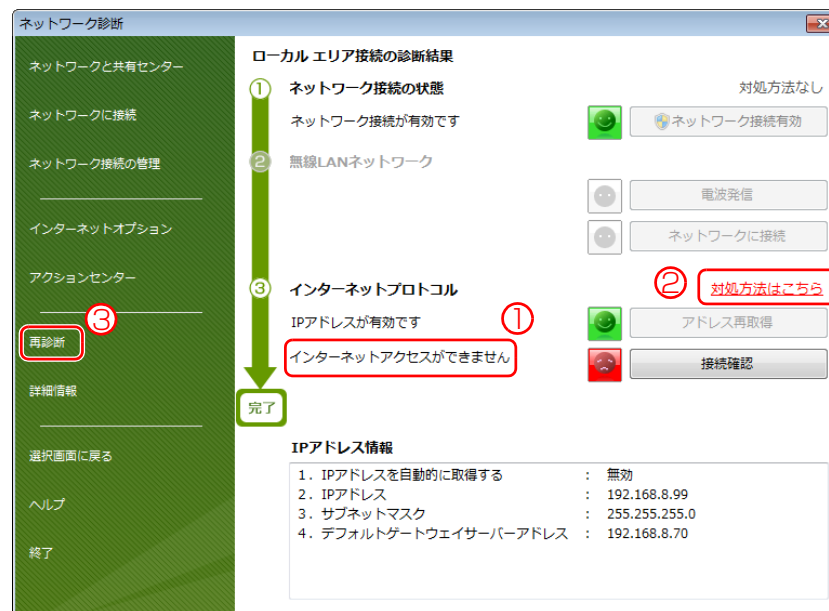 ネットワーク診断
ネットワークと共有センター
ネットワークに接続
ネットワーク接続の管理
インターネットオプション
アクションセンター
③
再診断
詳細情報
選択画面に戻る
ヘルプ
終了
ローカル エリア接続の診断結果
① ネットワーク接続の状態 対処方法なし
ネットワーク接続が有効です ネットワーク接続有効
② 無線LANネットワーク
電波発信
ネットワークに接続
③ インターネットプロトコル ② 対処方法はこちら
IPアドレスが有効です ① アドレス再取得
インターネットアクセスができません 接続確認
完了
IPアドレス情報
1. IPアドレスを自動的に取得する : 無効
2. IPアドレス : 192.168.8.99
3. サブネットマスク : 255.255.255.0
4. デフォルトゲートウェイサーバーアドレス : 192.168.8.70